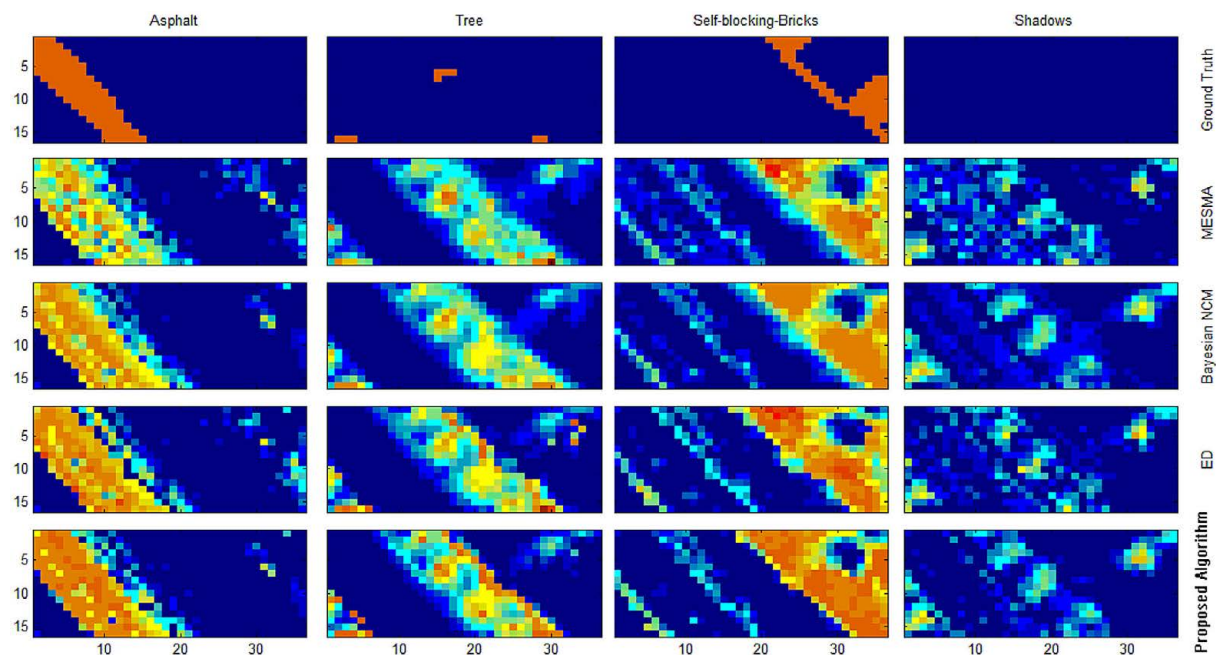 Asphalt Tree Self-blocking-Bricks Shadows
5
10
15
Ground Truth
5
10
15
MESMA
5
10
15
Bayesian NCM
5
10
15
ED
5
10
15
Proposed Algorithm
10 20 30 10 20 30 10 20 30 10 20 30